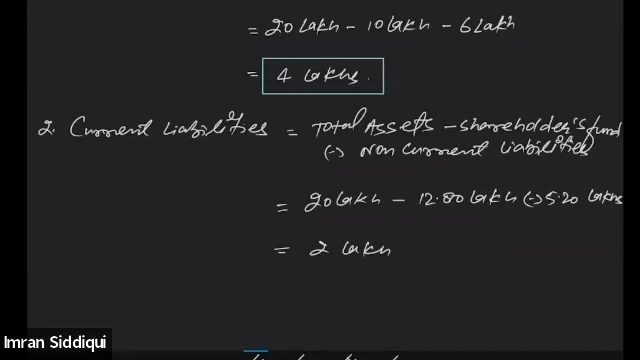 = 20 lakh - 10 lakh - 6 lakh
= 4 lakhs.
2. Current Liabilities = Total Assets - shareholder's fund
(-) Non Current Liabilities
= 20 lakh - 12.80 lakh (-) 5.20 lakhs
= 2 lakh
Imran Siddiqui